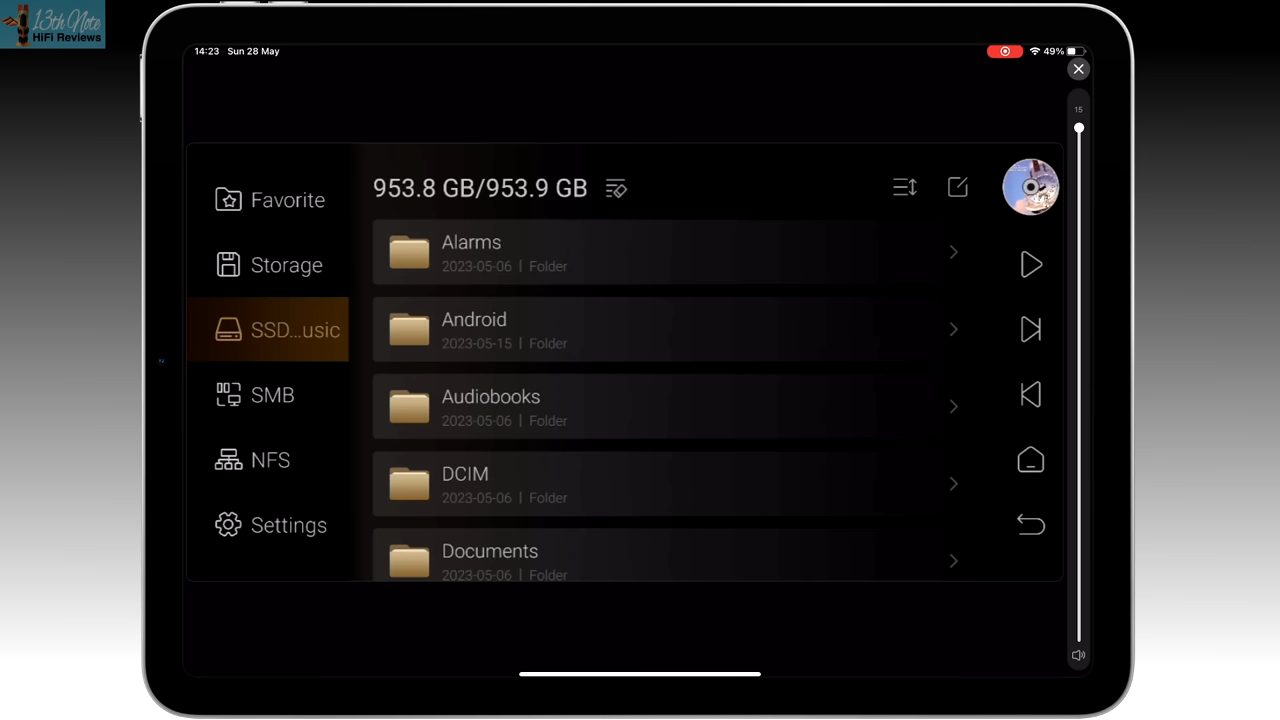 13th Note
HiFi Reviews
14:23 Sun 28 May
49%
15
Favorite
Storage
SSD...usic
SMB
NFS
Settings
953.8 GB/953.9 GB
Alarms
2023-05-06 | Folder
Android
2023-05-15 | Folder
Audiobooks
2023-05-06 | Folder
DCIM
2023-05-06 | Folder
Documents
2023-05-06 | Folder